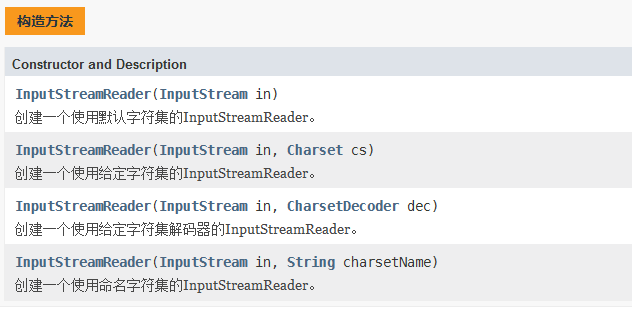 构造方法
Constructor and Description
InputStreamReader(InputStream in)
创建一个使用默认字符集的InputStreamReader。
InputStreamReader(InputStream in, Charset cs)
创建一个使用给定字符集的InputStreamReader。
InputStreamReader(InputStream in, CharsetDecoder dec)
创建一个使用给定字符集解码器的InputStreamReader。
InputStreamReader(InputStream in, String charsetName)
创建一个使用命名字符集的InputStreamReader。